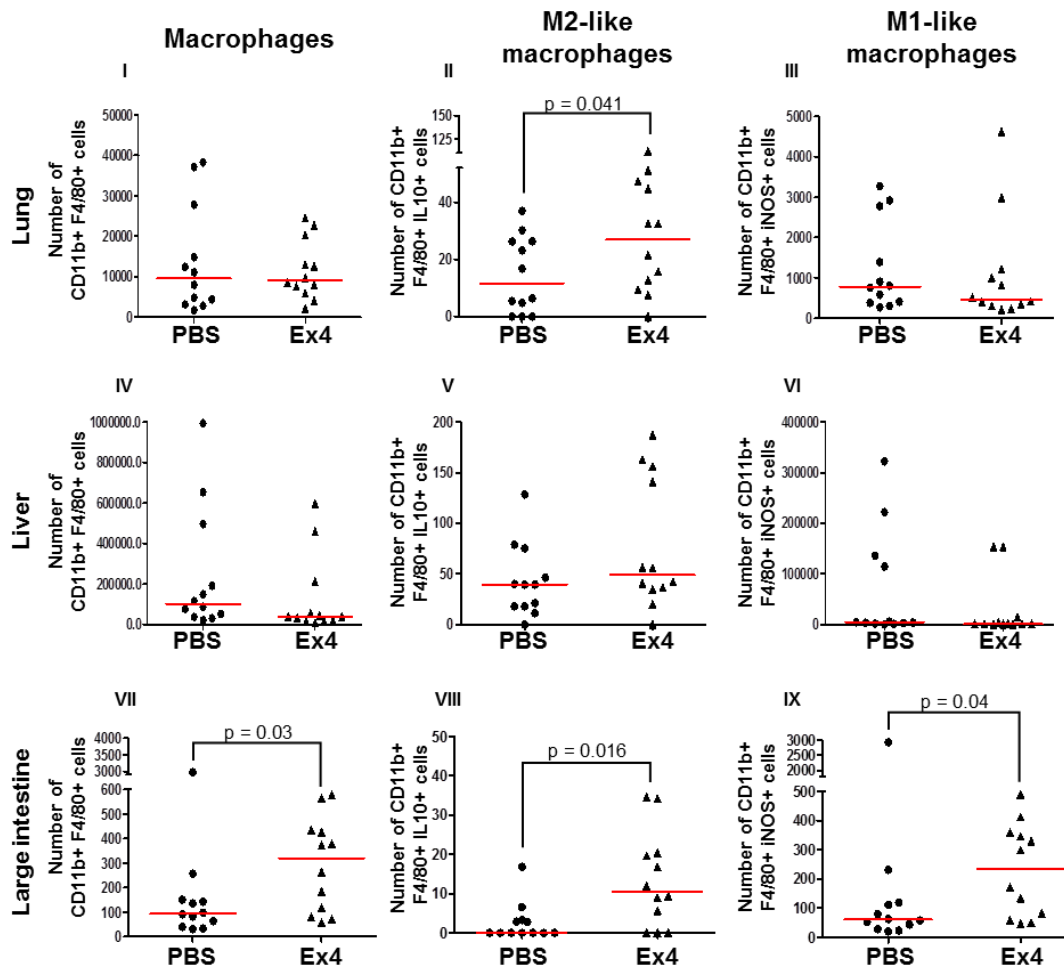 Macrophages
M2-like
macrophages
M1-like
macrophages
Lung
I
Number of
CD11b+ F4/80+ cells
50000
40000
30000
20000
10000
0
PBS
Ex4
II
Number of CD11b+
F4/80+ IL10+ cells
p = 0.041
150
125
100
75
40
20
0
PBS
Ex4
III
Number of CD11b+
F4/80+ iNOS+ cells
5000
4000
3000
2000
1000
0
PBS
Ex4
Liver
IV
Number of
CD11b+ F4/80+ cells
1000000.0
800000.0
600000.0
400000.0
200000.0
0.0
PBS
Ex4
V
Number of CD11b+
F4/80+ IL10+ cells
200
150
100
50
0
PBS
Ex4
VI
Number of CD11b+
F4/80+ iNOS+ cells
400000
300000
200000
100000
0
PBS
Ex4
Large intestine
VII
Number of
CD11b+ F4/80+ cells
p = 0.03
4000
3500
3000
600
500
400
300
200
100
0
PBS
Ex4
VIII
Number of CD11b+
F4/80+ IL10+ cells
p = 0.016
50
40
30
20
10
0
PBS
Ex4
IX
Number of CD11b+
F4/80+ iNOS+ cells
p = 0.04
3000
2750
2500
2250
2000
500
400
300
200
100
0
PBS
Ex4